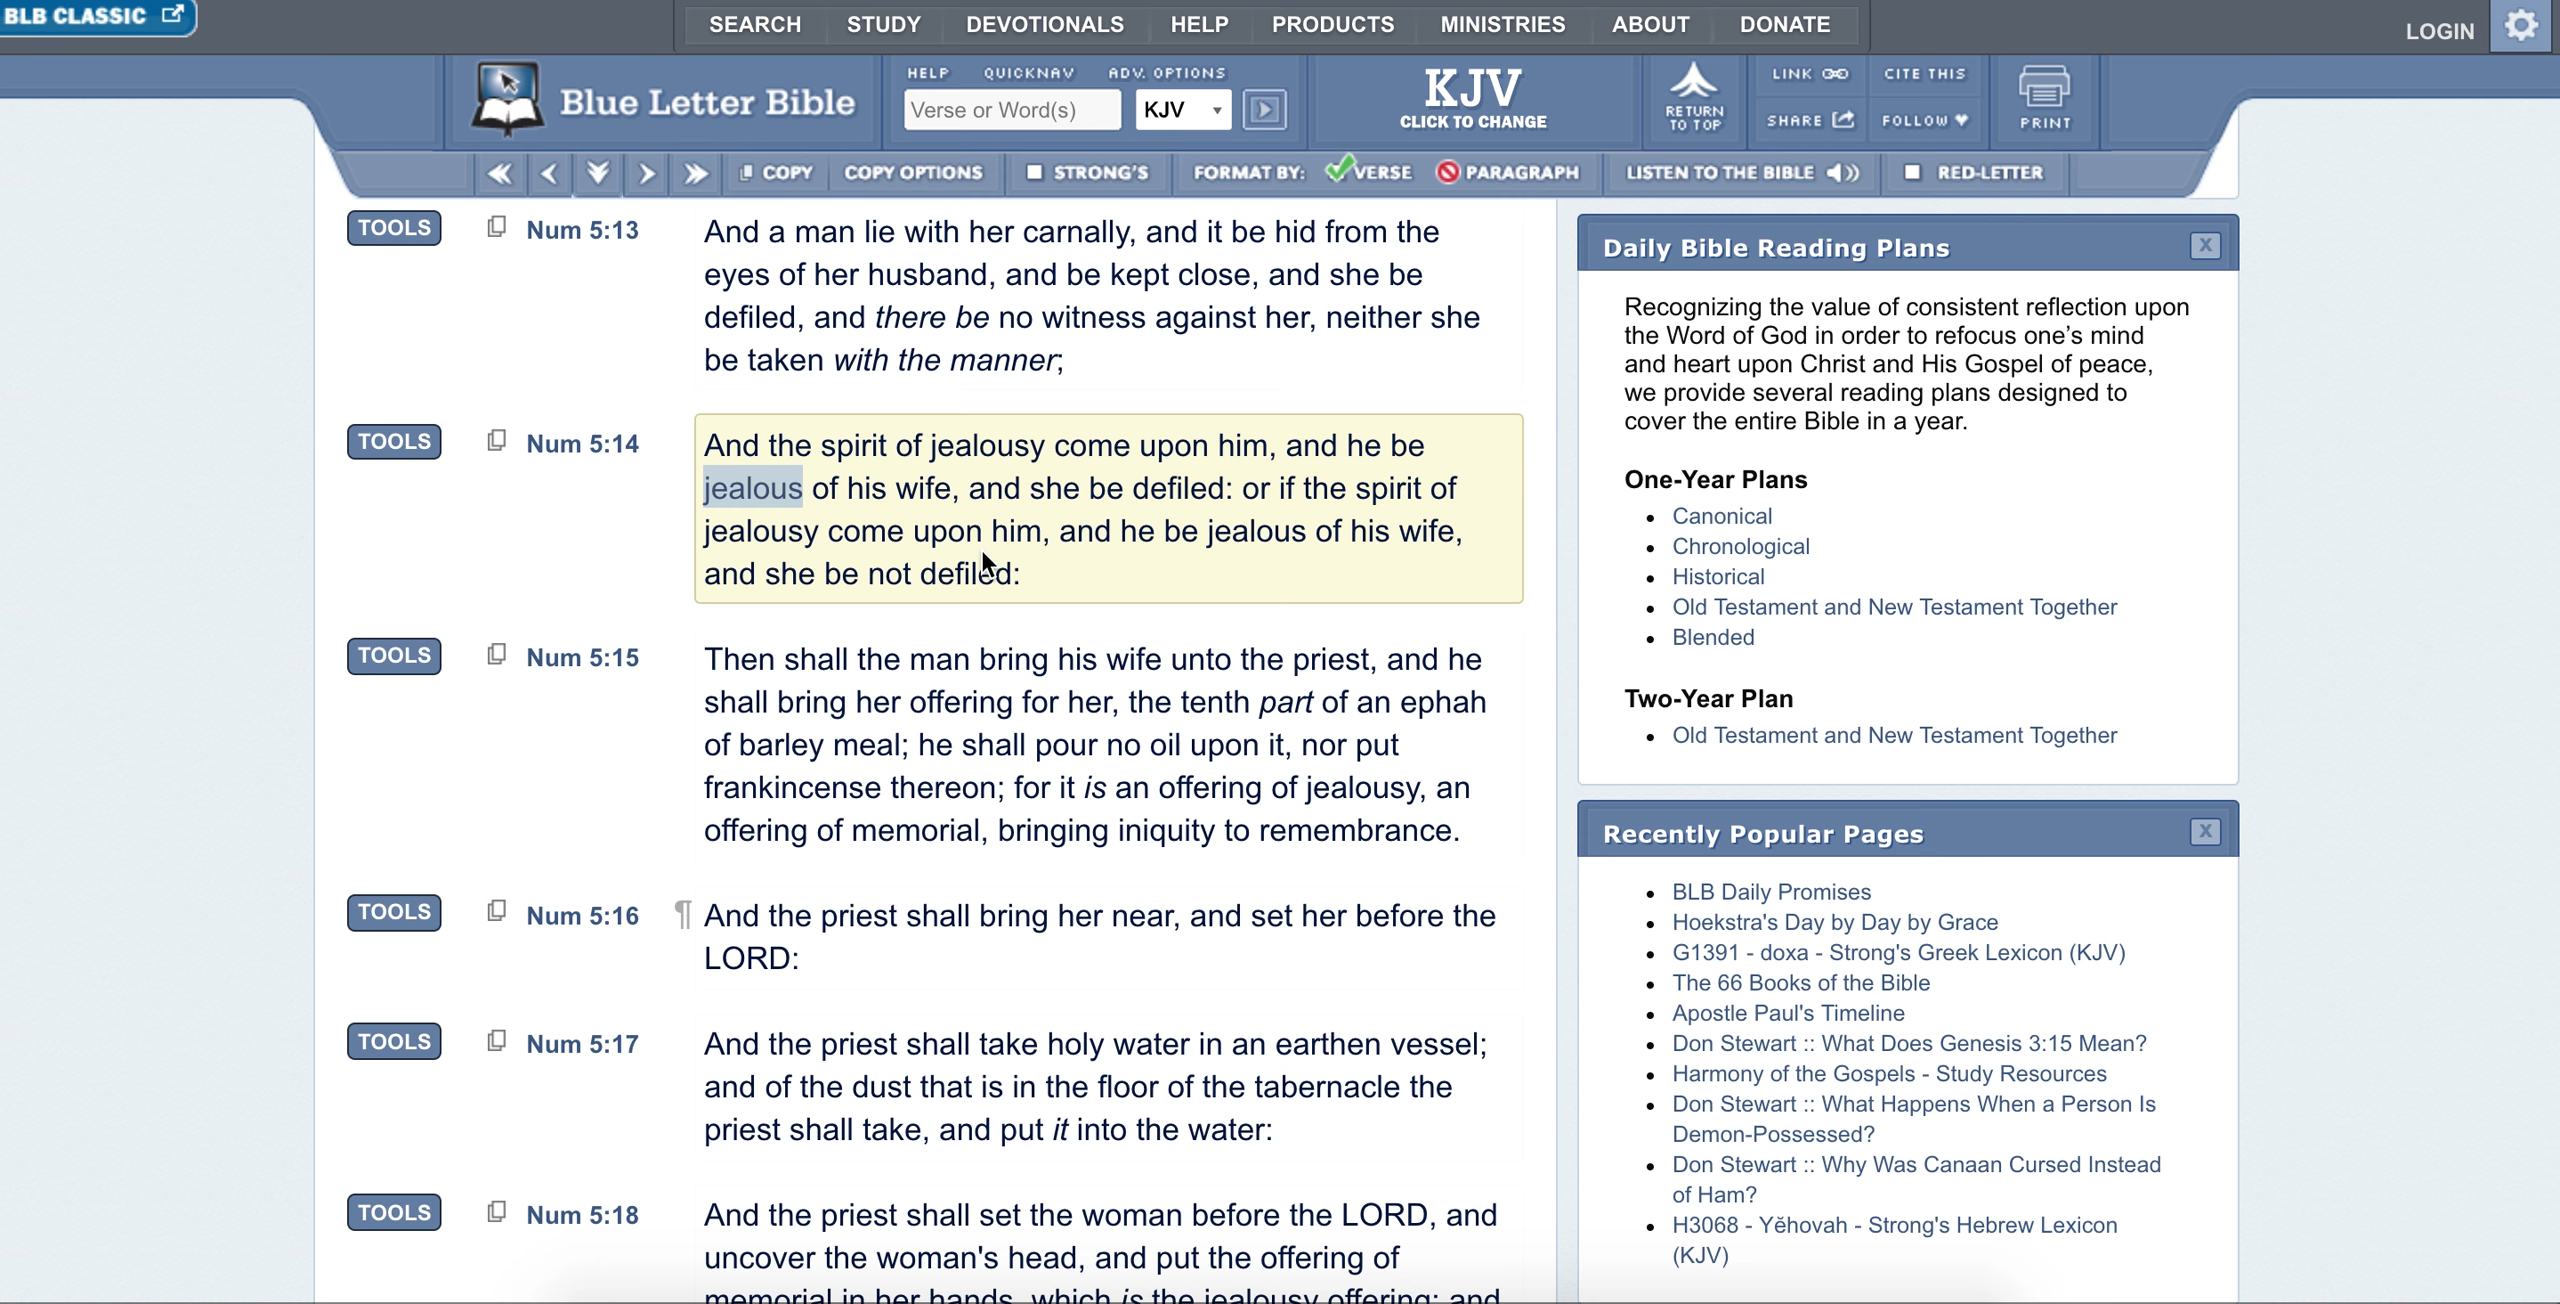 BLB CLASSIC
SEARCH STUDY DEVOTIONALS HELP PRODUCTS MINISTRIES ABOUT DONATE
LOGIN
Blue Letter Bible
HELP QUICKNAV ADV. OPTIONS
Verse or Word(s) KJV
KJV
CLICK TO CHANGE
RETURN
TO TOP
LINK CITE THIS
SHARE FOLLOW
PRINT
COPY COPY OPTIONS STRONG'S FORMAT BY: VERSE PARAGRAPH LISTEN TO THE BIBLE RED-LETTER
TOOLS Num 5:13 And a man lie with her carnally, and it be hid from the
eyes of her husband, and be kept close, and she be
defiled, and there be no witness against her, neither she
be taken with the manner;
TOOLS Num 5:14 And the spirit of jealousy come upon him, and he be
jealous of his wife, and she be defiled: or if the spirit of
jealousy come upon him, and he be jealous of his wife,
and she be not defiled:
TOOLS Num 5:15 Then shall the man bring his wife unto the priest, and he
shall bring her offering for her, the tenth part of an ephah
of barley meal; he shall pour no oil upon it, nor put
frankincense thereon; for it is an offering of jealousy, an
offering of memorial, bringing iniquity to remembrance.
TOOLS Num 5:16 ¶ And the priest shall bring her near, and set her before the
LORD:
TOOLS Num 5:17 And the priest shall take holy water in an earthen vessel;
and of the dust that is in the floor of the tabernacle the
priest shall take, and put it into the water:
TOOLS Num 5:18 And the priest shall set the woman before the LORD, and
uncover the woman's head, and put the offering of
memorial in her hands, which is the jealousy offering: and
Daily Bible Reading Plans X
Recognizing the value of consistent reflection upon
the Word of God in order to refocus one’s mind
and heart upon Christ and His Gospel of peace,
we provide several reading plans designed to
cover the entire Bible in a year.
One-Year Plans
• Canonical
• Chronological
• Historical
• Old Testament and New Testament Together
• Blended
Two-Year Plan
• Old Testament and New Testament Together
Recently Popular Pages X
• BLB Daily Promises
• Hoekstra's Day by Day by Grace
• G1391 - doxa - Strong's Greek Lexicon (KJV)
• The 66 Books of the Bible
• Apostle Paul's Timeline
• Don Stewart :: What Does Genesis 3:15 Mean?
• Harmony of the Gospels - Study Resources
• Don Stewart :: What Happens When a Person Is
Demon-Possessed?
• Don Stewart :: Why Was Canaan Cursed Instead
of Ham?
• H3068 - Yĕhovah - Strong's Hebrew Lexicon
(KJV)